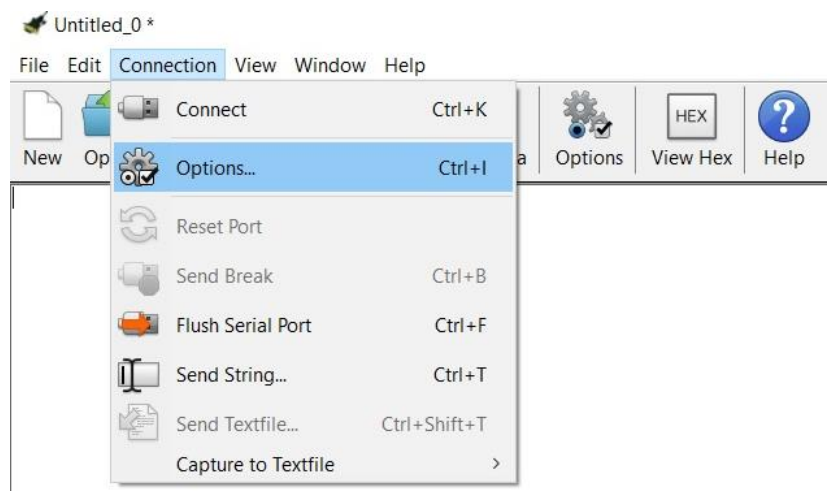 Untitled_0 *
File Edit Connection View Window Help
New Op a Options View Hex Help
HEX
Connect Ctrl+K
Options... Ctrl+I
Reset Port
Send Break Ctrl+B
Flush Serial Port Ctrl+F
Send String... Ctrl+T
Send Textfile... Ctrl+Shift+T
Capture to Textfile >